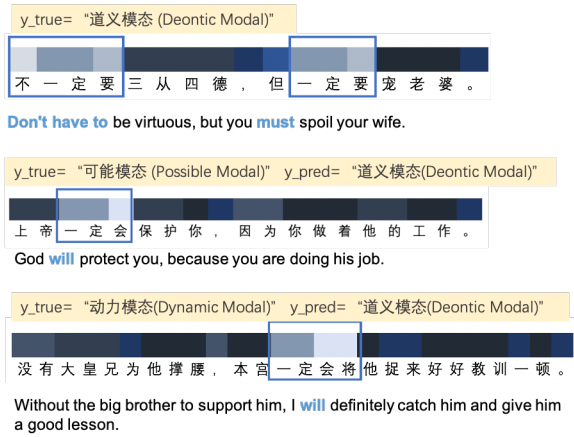 y_true= “道义模态 (Deontic Modal)”
不一定要三从四德，但一定要宠老婆。
Don't have to be virtuous, but you must spoil your wife.
y_true= “可能模态 (Possible Modal)” y_pred= “道义模态(Deontic Modal)”
上帝一定会保护你，因为你做着他的工作。
God will protect you, because you are doing his job.
y_true= “动力模态(Dynamic Modal)” y_pred= “道义模态(Deontic Modal)”
没有大皇兄为他撑腰，本宫一定会将他捉来好好教训一顿。
Without the big brother to support him, I will definitely catch him and give him
a good lesson.